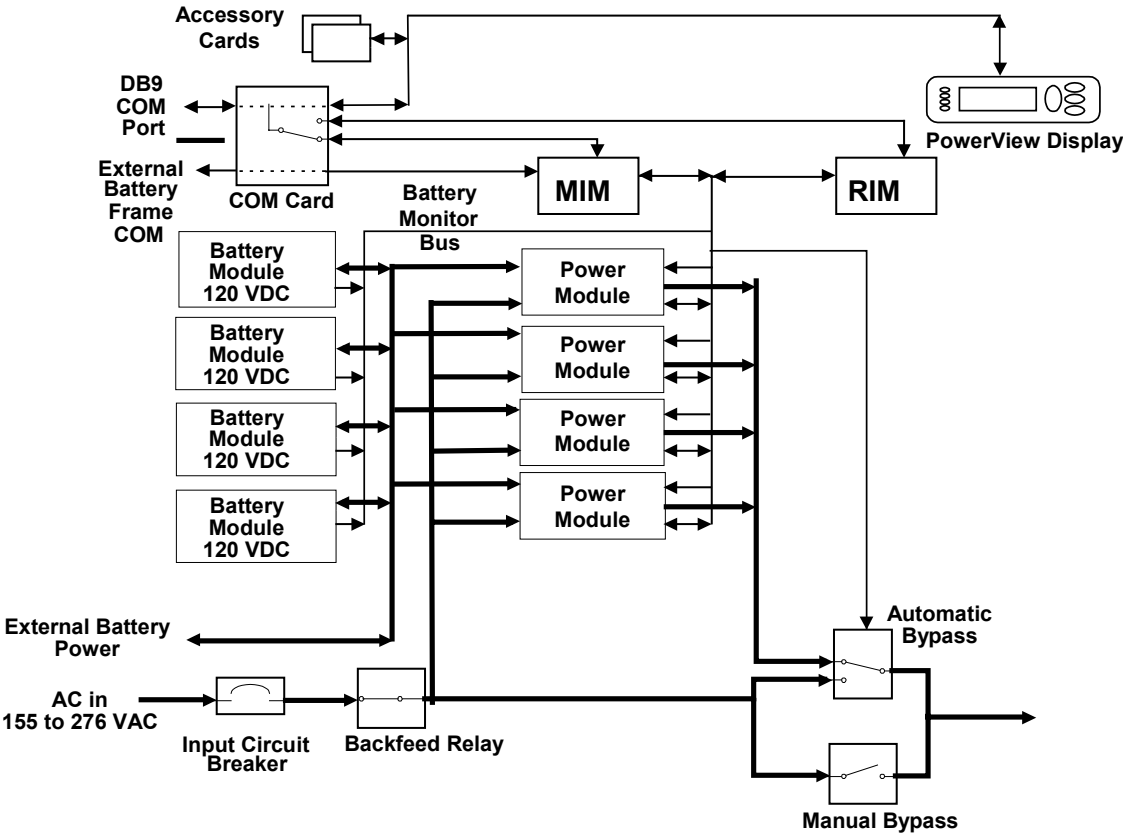 Accessory
Cards
DB9
COM
Port
PowerView Display
External
Battery
Frame
COM
COM Card
MIM
RIM
Battery
Monitor
Bus
Battery
Module
120 VDC
Power
Module
Battery
Module
120 VDC
Power
Module
Battery
Module
120 VDC
Power
Module
Battery
Module
120 VDC
Power
Module
External Battery
Power
Automatic
Bypass
AC in
155 to 276 VAC
Input Circuit
Breaker
Backfeed Relay
Manual Bypass